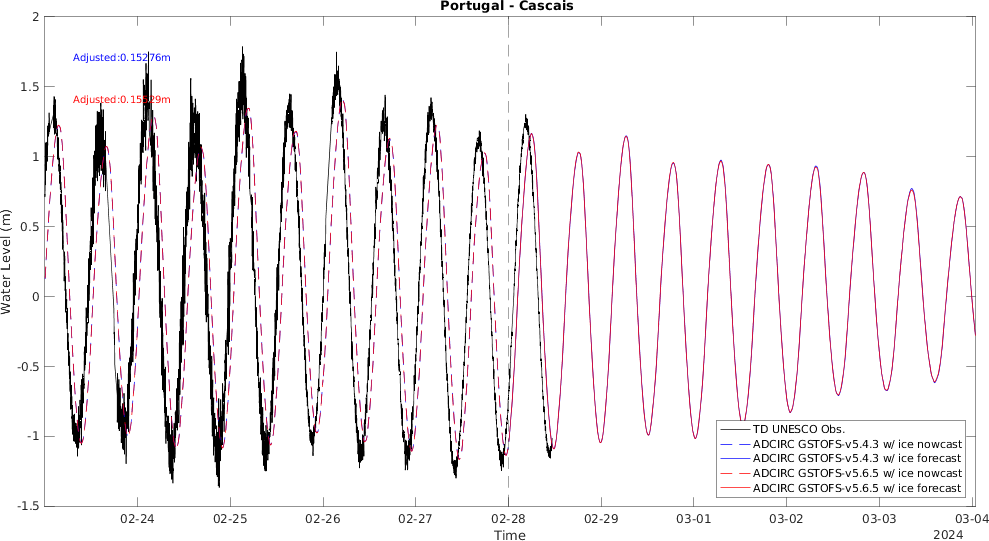 Portugal - Cascais
2
1.5
1
0.5
0
-0.5
-1
-1.5
Water Level (m)
Adjusted:0.15276m
02-24
02-25
02-26
02-27
02-28
02-29
03-01
03-02
03-03
03-04
Time
2024
TD UNESCO Obs.
ADCIRC GSTOFS-v5.4.3 w/ ice nowcast
ADCIRC GSTOFS-v5.4.3 w/ ice forecast
ADCIRC GSTOFS-v5.6.5 w/ ice nowcast
ADCIRC GSTOFS-v5.6.5 w/ ice forecast